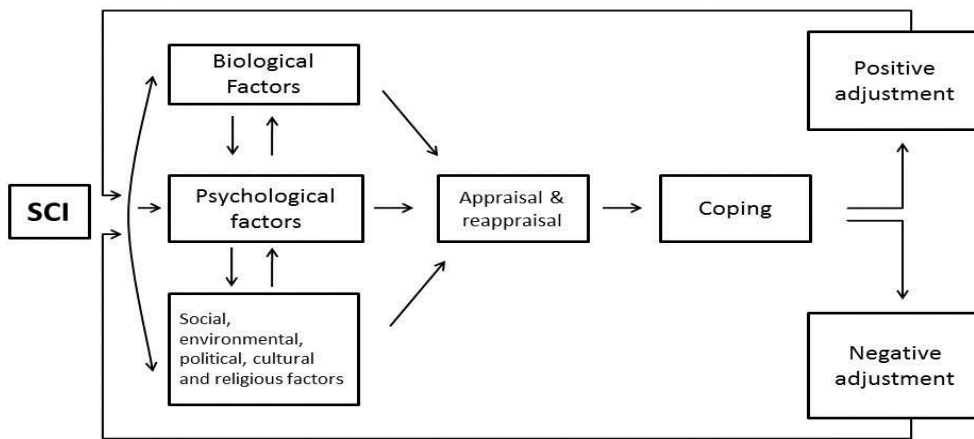 SCI
Biological
Factors
Psychological
factors
Social,
environmental,
political, cultural
and religious factors
Appraisal &
reappraisal
Coping
Positive
adjustment
Negative
adjustment